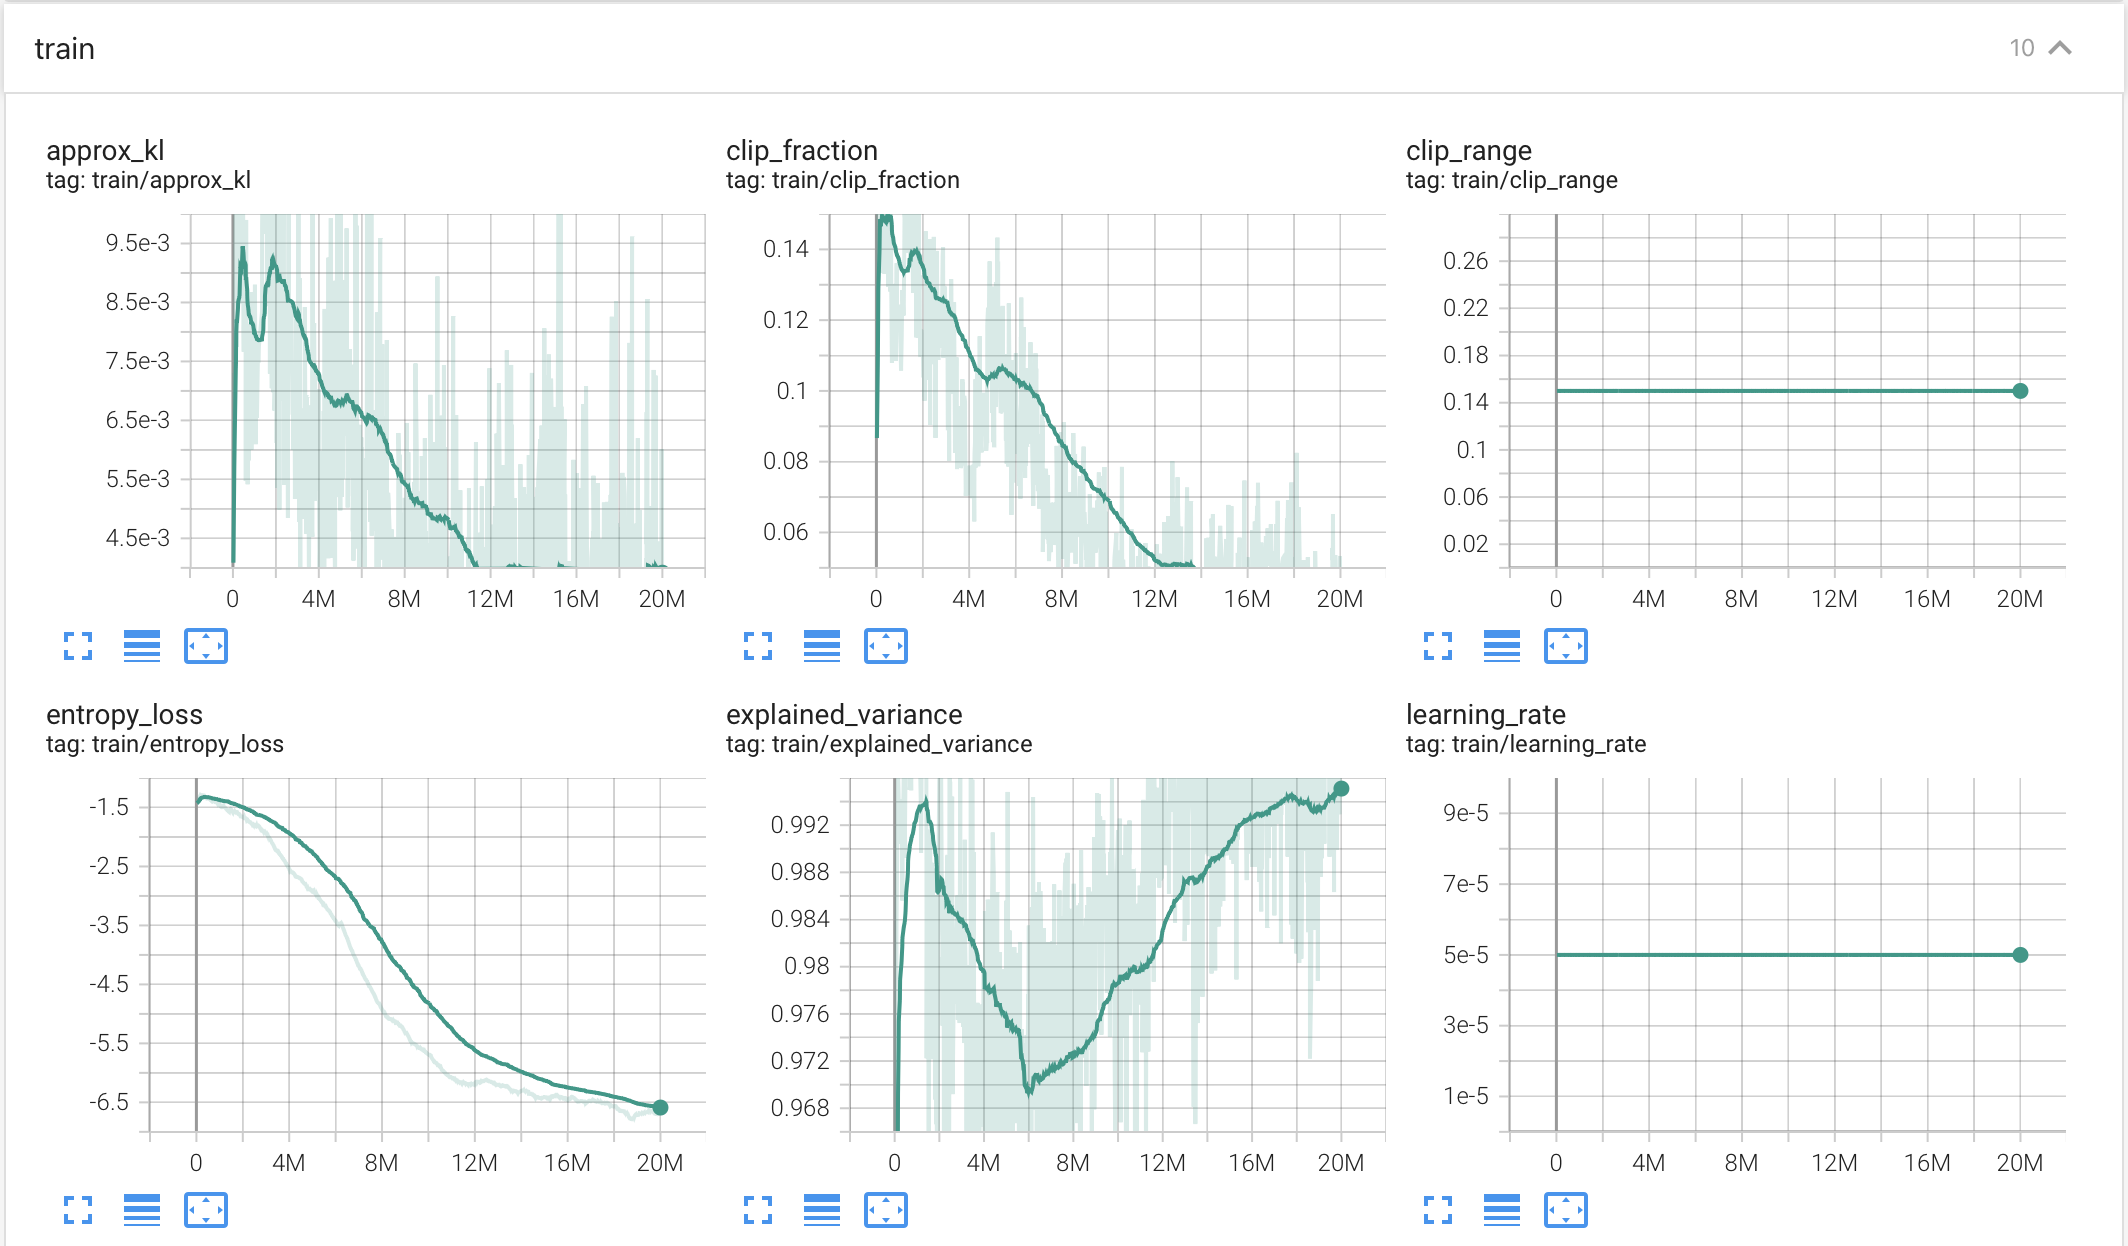 train
10
approx_kl
tag: train/approx_kl
9.5e-3
8.5e-3
7.5e-3
6.5e-3
5.5e-3
4.5e-3
0 4M 8M 12M 16M 20M
clip_fraction
tag: train/clip_fraction
0.14
0.12
0.1
0.08
0.06
0 4M 8M 12M 16M 20M
clip_range
tag: train/clip_range
0.26
0.22
0.18
0.14
0.1
0.06
0.02
0 4M 8M 12M 16M 20M
entropy_loss
tag: train/entropy_loss
-1.5
-2.5
-3.5
-4.5
-5.5
-6.5
0 4M 8M 12M 16M 20M
explained_variance
tag: train/explained_variance
0.992
0.988
0.984
0.98
0.976
0.972
0.968
0 4M 8M 12M 16M 20M
learning_rate
tag: train/learning_rate
9e-5
7e-5
5e-5
3e-5
1e-5
0 4M 8M 12M 16M 20M